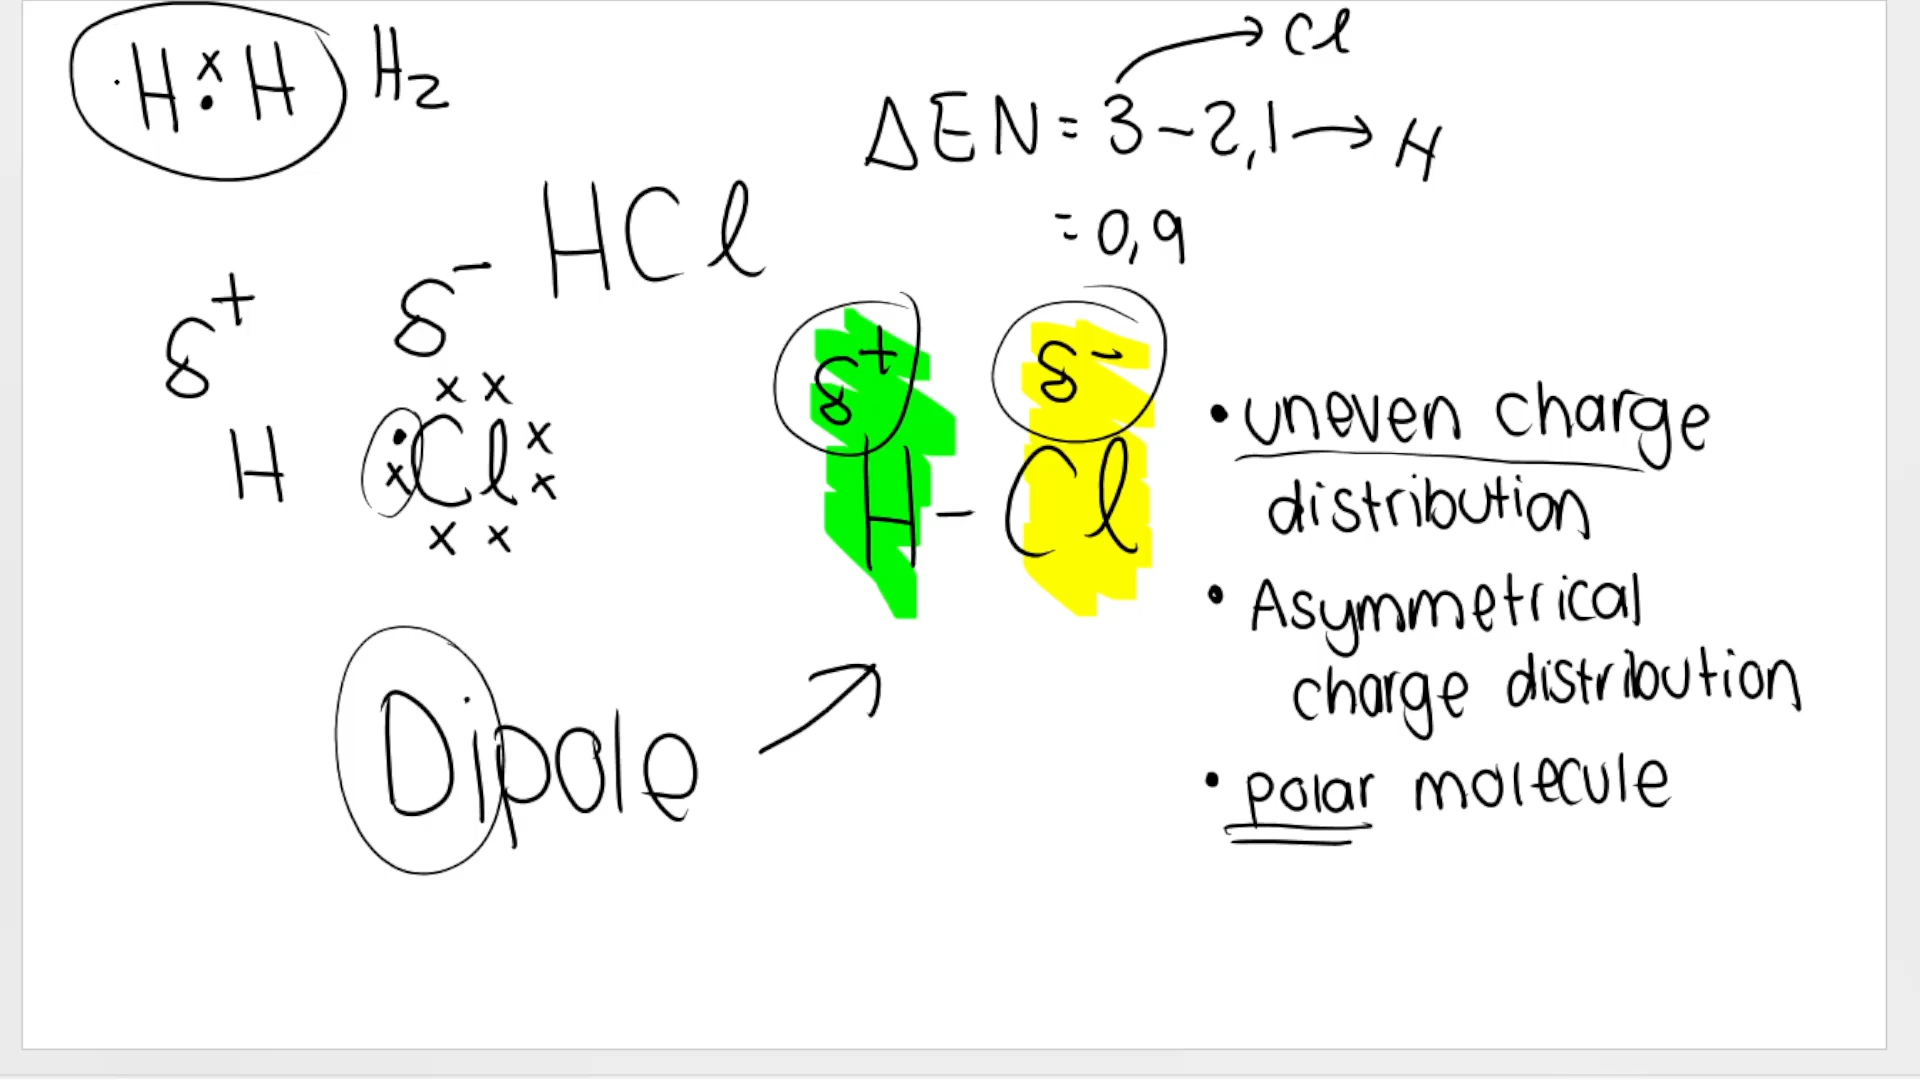 H ẋ H H₂
Cl
ΔEN = 3 - 2,1 → H
= 0,9
HCl
δ⁺ δ⁻
x x
H •x Cl x x
x x
δ⁺ δ⁻
H - Cl
• uneven charge
distribution
• Asymmetrical
charge distribution
• polar molecule
Dipole